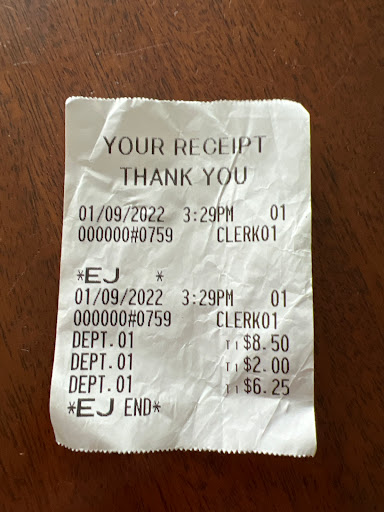 YOUR RECEIPT
THANK YOU
01/09/2022 3:29PM 01
000000#0759 CLERK01
*EJ *
01/09/2022 3:29PM 01
000000#0759 CLERK01
DEPT.01 T1 $8.50
DEPT.01 T1 $2.00
DEPT.01 T1 $6.25
*EJ END*